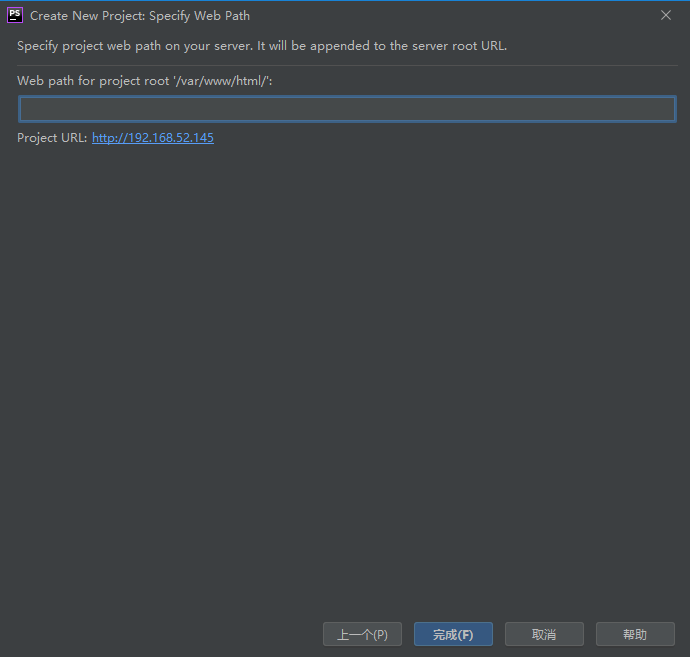 PS Create New Project: Specify Web Path
Specify project web path on your server. It will be appended to the server root URL.
Web path for project root '/var/www/html/':
Project URL: http://192.168.52.145
上一个(P) 完成(F) 取消 帮助